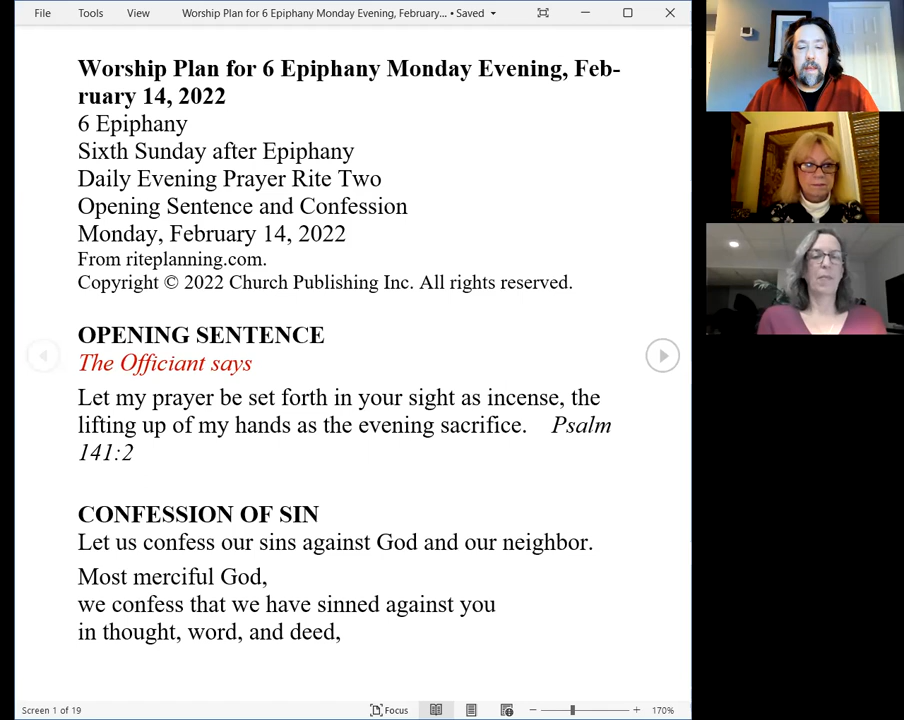 File Tools View Worship Plan for 6 Epiphany Monday Evening, February... • Saved
Worship Plan for 6 Epiphany Monday Evening, Feb-
ruary 14, 2022
6 Epiphany
Sixth Sunday after Epiphany
Daily Evening Prayer Rite Two
Opening Sentence and Confession
Monday, February 14, 2022
From riteplanning.com.
Copyright © 2022 Church Publishing Inc. All rights reserved.
OPENING SENTENCE
The Officiant says
Let my prayer be set forth in your sight as incense, the
lifting up of my hands as the evening sacrifice. Psalm
141:2
CONFESSION OF SIN
Let us confess our sins against God and our neighbor.
Most merciful God,
we confess that we have sinned against you
in thought, word, and deed,
Screen 1 of 19 Focus 170%